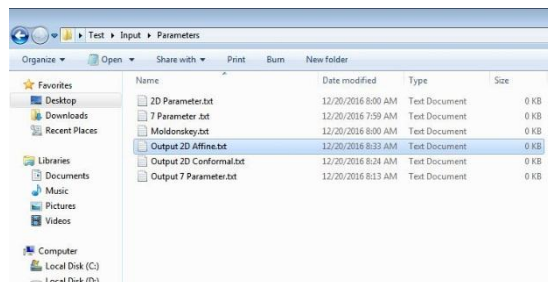 Test ▸ Input ▸ Parameters
Organize Open Share with Print Burn New folder
Favorites
Desktop
Downloads
Recent Places
Libraries
Documents
Music
Pictures
Videos
Computer
Local Disk (C:)
Local Disk (D:)
Name Date modified Type Size
2D Parameter.txt 12/20/2016 8:00 AM Text Document 0 KB
7 Parameter .txt 12/20/2016 7:59 AM Text Document 0 KB
Moldonskey.txt 12/20/2016 8:00 AM Text Document 0 KB
Output 2D Affine.txt 12/20/2016 8:33 AM Text Document 0 KB
Output 2D Conformal.txt 12/20/2016 8:24 AM Text Document 0 KB
Output 7 Parameter.txt 12/20/2016 8:13 AM Text Document 0 KB